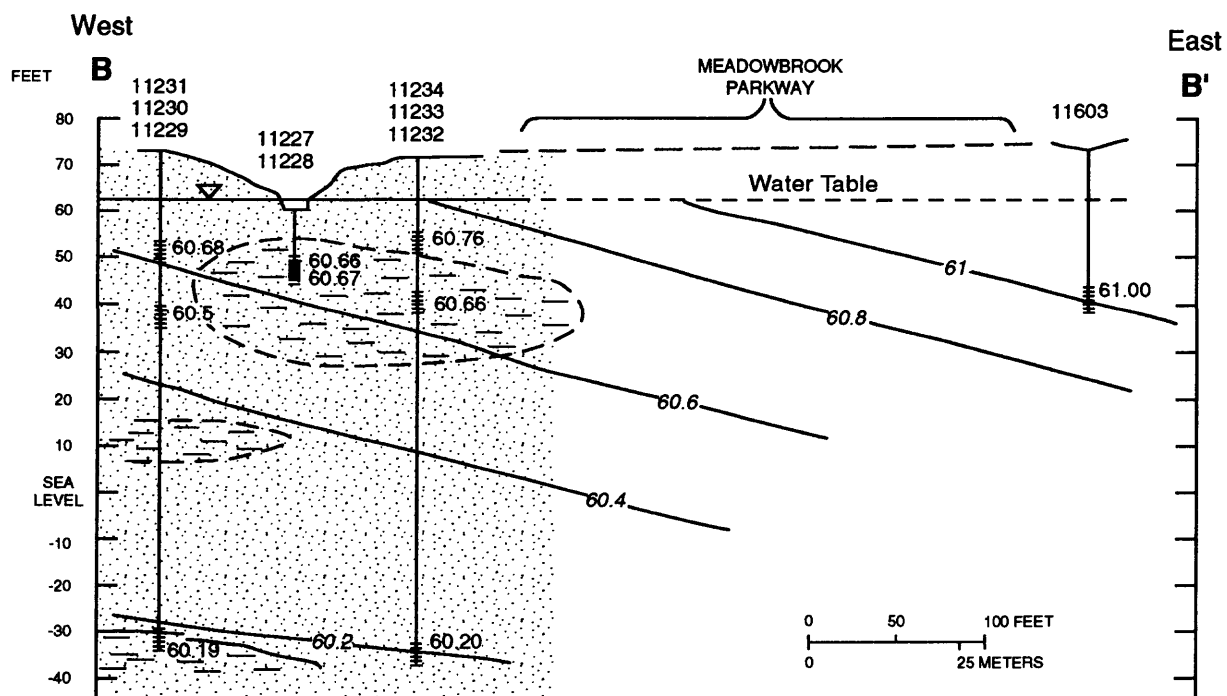 West
East
FEET
B
B'
11231
11230
11229
11227
11228
11234
11233
11232
MEADOWBROOK
PARKWAY
11603
80
70
60
50
40
30
20
10
SEA
LEVEL
-10
-20
-30
-40
Water Table
60.68
60.66
60.67
60.76
60.5
60.66
61
61.00
60.8
60.6
60.4
60.2
60.19
60.20
0 50 100 FEET
0 25 METERS